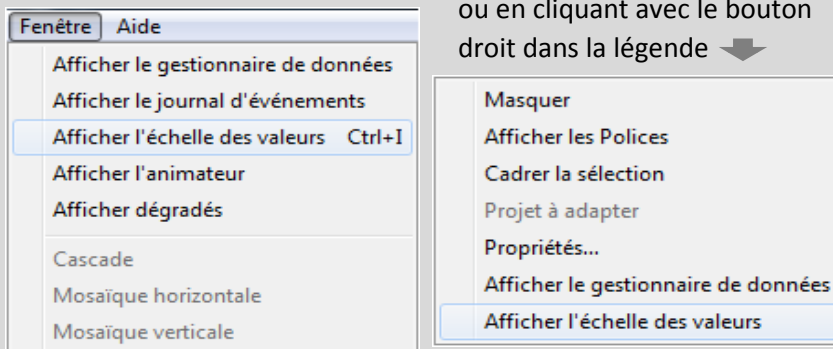 Fenêtre Aide
Afficher le gestionnaire de données
Afficher le journal d'événements
Afficher l'échelle des valeurs Ctrl+I
Afficher l'animateur
Afficher dégradés
Cascade
Mosaïque horizontale
Mosaïque verticale
ou en cliquant avec le bouton
droit dans la légende
Masquer
Afficher les Polices
Cadrer la sélection
Projet à adapter
Propriétés...
Afficher le gestionnaire de données
Afficher l'échelle des valeurs